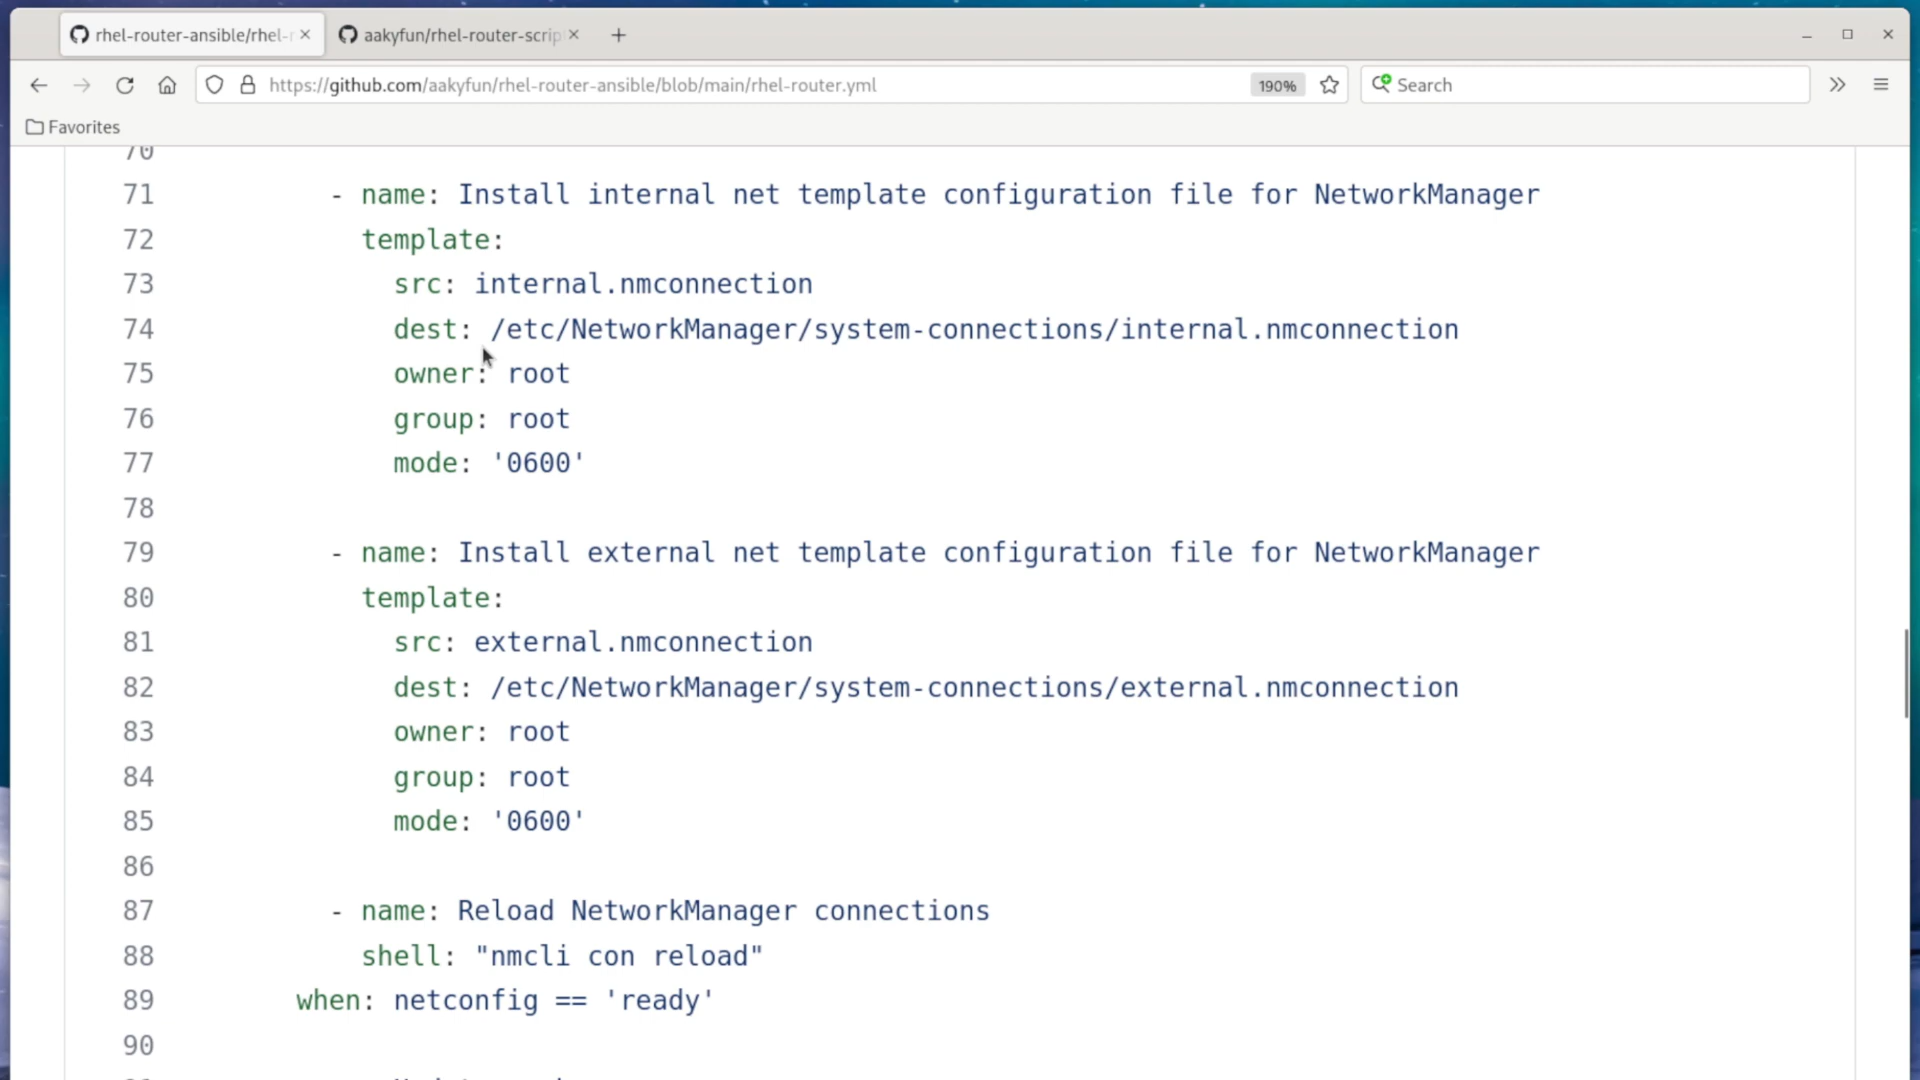 rhel-router-ansible/rhel-r
aakyfun/rhel-router-scrip
https://github.com/aakyfun/rhel-router-ansible/blob/main/rhel-router.yml
190%
Search
Favorites
70
71 - name: Install internal net template configuration file for NetworkManager
72 template:
73 src: internal.nmconnection
74 dest: /etc/NetworkManager/system-connections/internal.nmconnection
75 owner: root
76 group: root
77 mode: '0600'
78
79 - name: Install external net template configuration file for NetworkManager
80 template:
81 src: external.nmconnection
82 dest: /etc/NetworkManager/system-connections/external.nmconnection
83 owner: root
84 group: root
85 mode: '0600'
86
87 - name: Reload NetworkManager connections
88 shell: "nmcli con reload"
89 when: netconfig == 'ready'
90